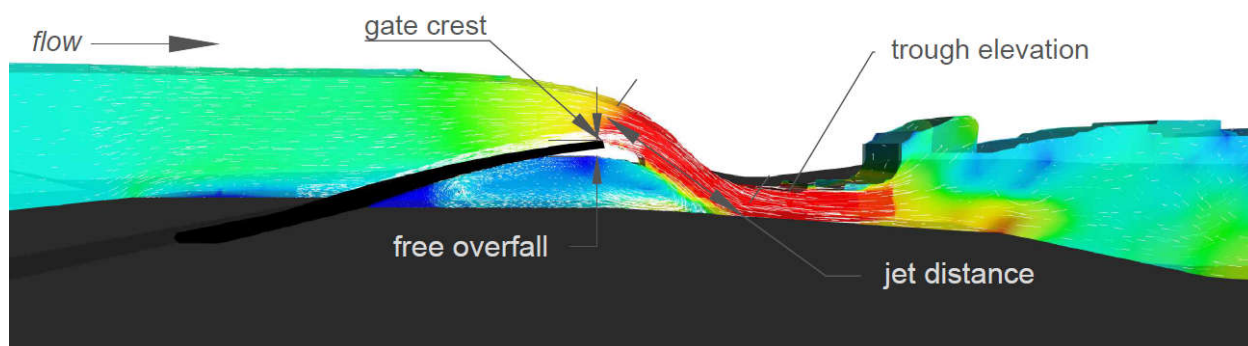 gate crest
flow
trough elevation
free overfall
jet distance